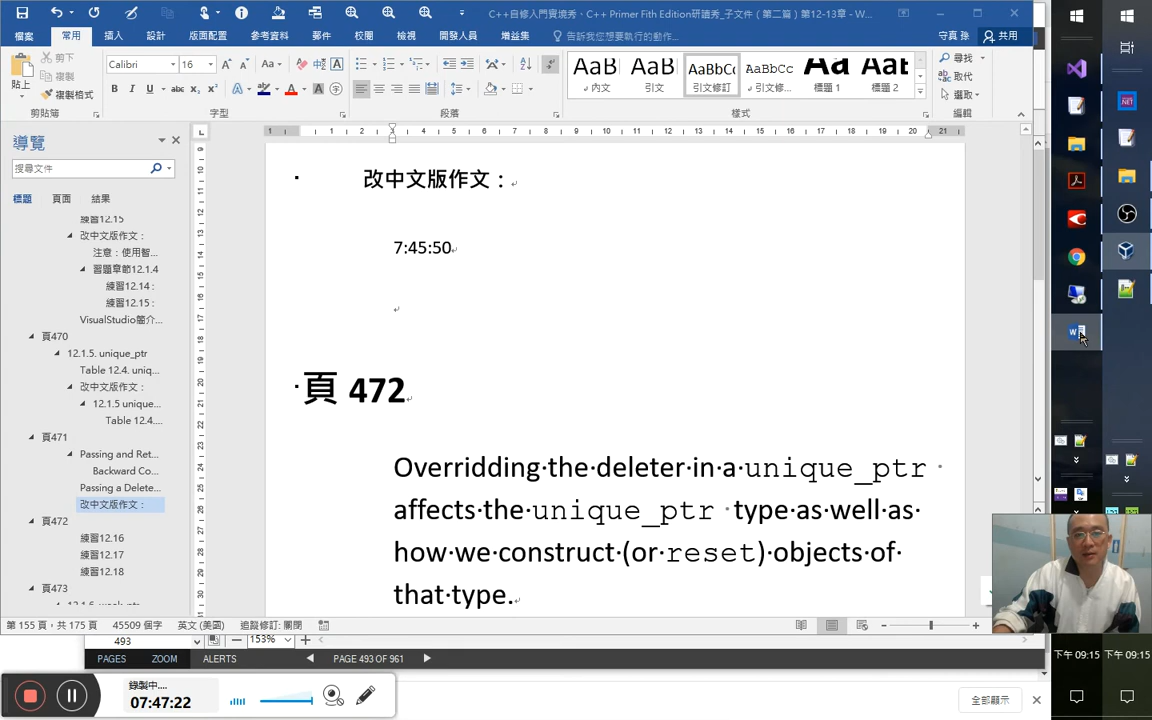 C++自修入門實境秀、C++ Primer Fith Edition研讀秀_子文件（第二篇）第12-13章 - W...
檔案 常用 插入 設計 版面配置 參考資料 郵件 校閱 檢視 開發人員 增益集 告訴我您想要執行的動作... 守真 孫 共用
貼上 剪下 複製 複製格式
Calibri 16
AaB 內文
AaB 引文
AaBbCc 引文修訂
AaBbCc 引文修...
Aa 標題 1
AaB 標題 2
尋找
取代
選取
剪貼簿 字型 段落 樣式 編輯
導覽
搜尋文件
標題 頁面 結果
練習12.15
改中文版作文：
注意：使用智...
習題章節12.1.4
練習12.14：
練習12.15：
VisualStudio簡介...
頁470
12.1.5. unique_ptr
Table 12.4. uniq...
改中文版作文：
12.1.5 unique...
Table 12.4....
頁471
Passing and Ret...
Backward Co...
Passing a Delete...
改中文版作文：
頁472
練習12.16
練習12.17
練習12.18
頁473
改中文版作文：
7:45:50
頁 472
Overridding the deleter in a unique_ptr
affects the unique_ptr type as well as
how we construct (or reset) objects of
that type.
第 155 頁，共 175 頁 45509 個字 英文 (美國) 追蹤修訂: 關閉 153%
493
PAGES ZOOM ALERTS PAGE 493 OF 961
錄製中....
07:47:22
全部顯示
下午 09:15 下午 09:15